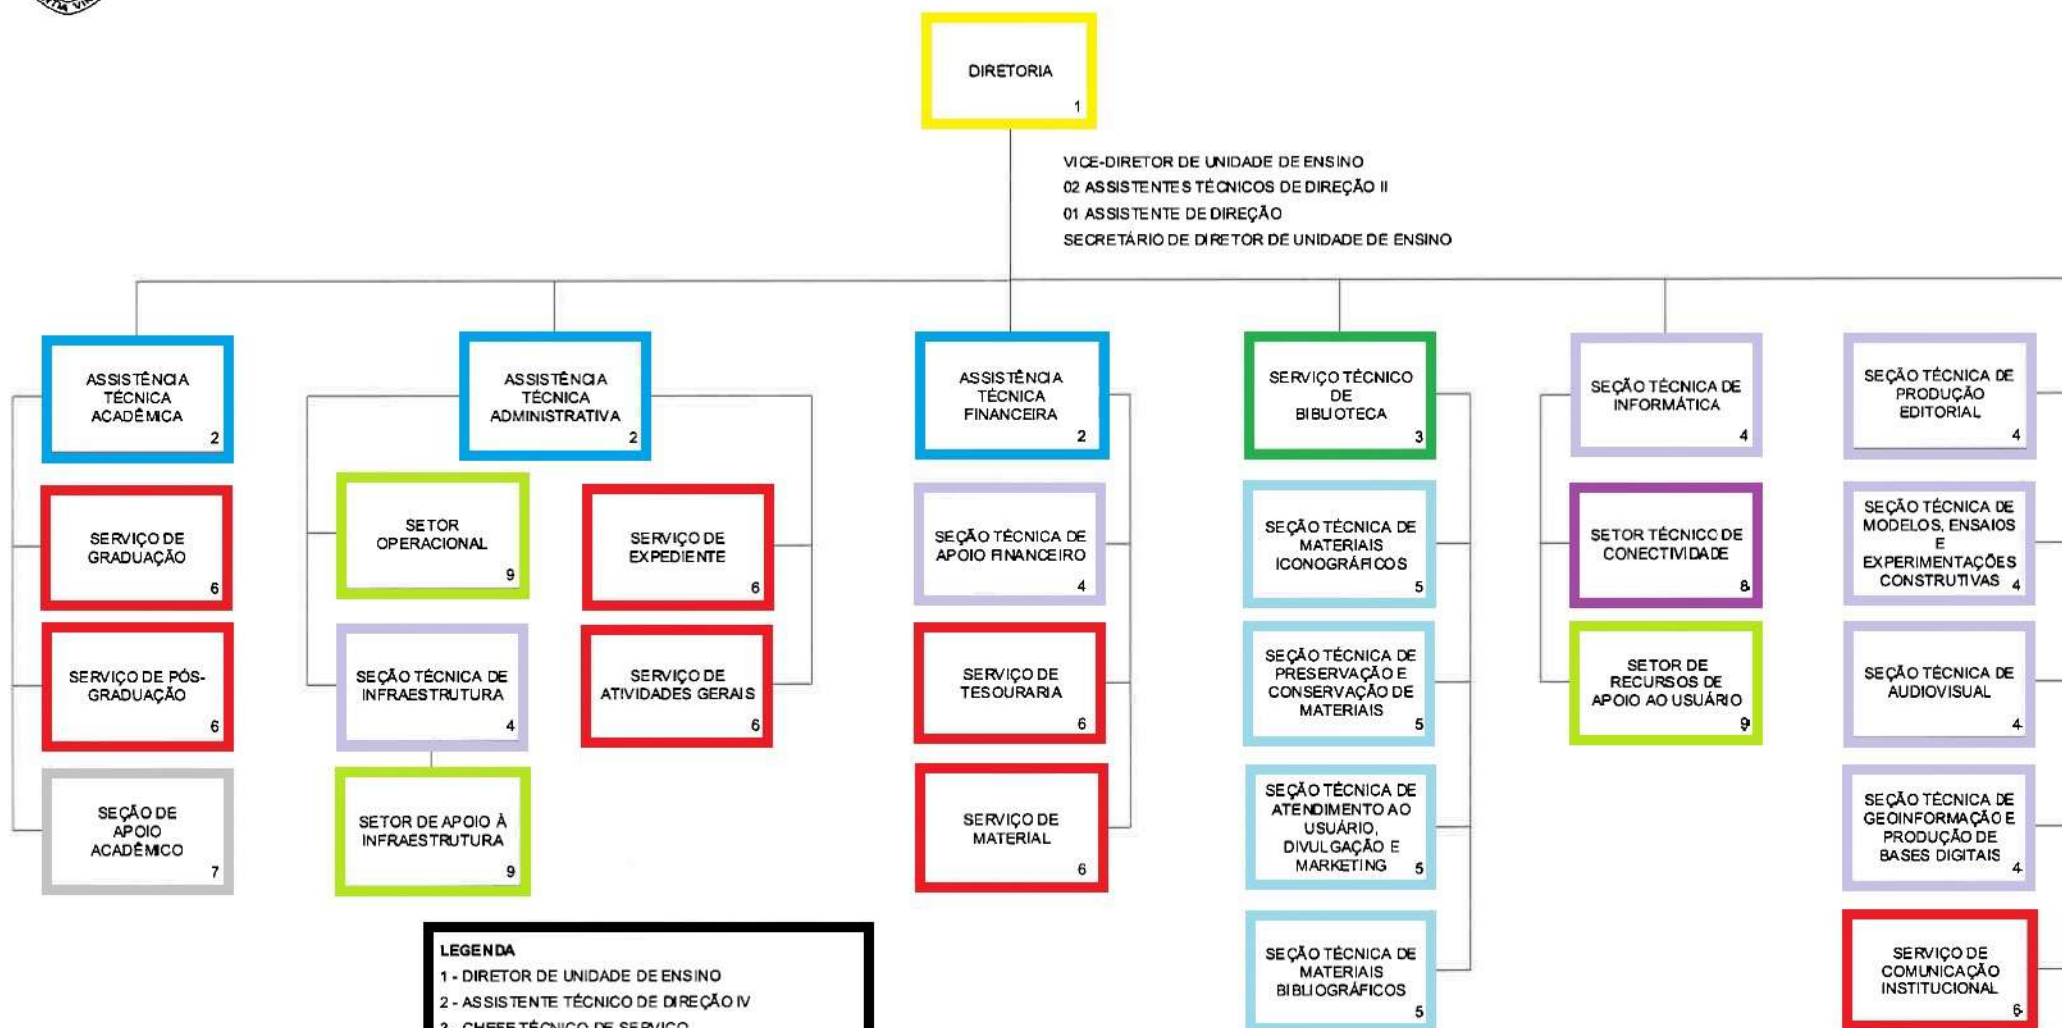 DIRETORIA
1
VICE-DIRETOR DE UNIDADE DE ENSINO
02 ASSISTENTES TÉCNICOS DE DIREÇÃO II
01 ASSISTENTE DE DIREÇÃO
SECRETÁRIO DE DIRETOR DE UNIDADE DE ENSINO
ASSISTÊNCIA
TÉCNICA
ACADÊMICA
2
SERVIÇO DE
GRADUAÇÃO
6
SERVIÇO DE PÓS-
GRADUAÇÃO
6
SEÇÃO DE
APOIO
ACADÊMICO
7
ASSISTÊNCIA
TÉCNICA
ADMINISTRATIVA
2
SETOR
OPERACIONAL
9
SEÇÃO TÉCNICA DE
INFRAESTRUTURA
4
SETOR DE APOIO À
INFRAESTRUTURA
9
SERVIÇO DE
EXPEDIENTE
6
SERVIÇO DE
ATIVIDADES GERAIS
6
ASSISTÊNCIA
TÉCNICA
FINANCEIRA
2
SEÇÃO TÉCNICA DE
APOIO FINANCEIRO
4
SERVIÇO DE
TESOURARIA
6
SERVIÇO DE
MATERIAL
6
SERVIÇO TÉCNICO
DE
BIBLIOTECA
3
SEÇÃO TÉCNICA DE
MATERIAIS
ICONOGRÁFICOS
5
SEÇÃO TÉCNICA DE
PRESERVAÇÃO E
CONSERVAÇÃO DE
MATERIAIS
5
SEÇÃO TÉCNICA DE
ATENDIMENTO AO
USUÁRIO,
DIVULGAÇÃO E
MARKETING
5
SEÇÃO TÉCNICA DE
MATERIAIS
BIBLIOGRÁFICOS
5
SEÇÃO TÉCNICA DE
INFORMÁTICA
4
SETOR TÉCNICO DE
CONECTIVIDADE
8
SETOR DE
RECURSOS DE
APOIO AO USUÁRIO
9
SEÇÃO TÉCNICA DE
PRODUÇÃO
EDITORIAL
4
SEÇÃO TÉCNICA DE
MODELOS, ENSAIOS
E
EXPERIMENTAÇÕES
CONSTRUTIVAS
4
SEÇÃO TÉCNICA DE
AUDIOVISUAL
4
SEÇÃO TÉCNICA DE
GEOINFORMAÇÃO E
PRODUÇÃO DE
BASES DIGITAIS
4
SERVIÇO DE
COMUNICAÇÃO
INSTITUCIONAL
6
LEGENDA
1 - DIRETOR DE UNIDADE DE ENSINO
2 - ASSISTENTE TÉCNICO DE DIREÇÃO IV
3 - CHEFE TÉCNICO DE SERVIÇO